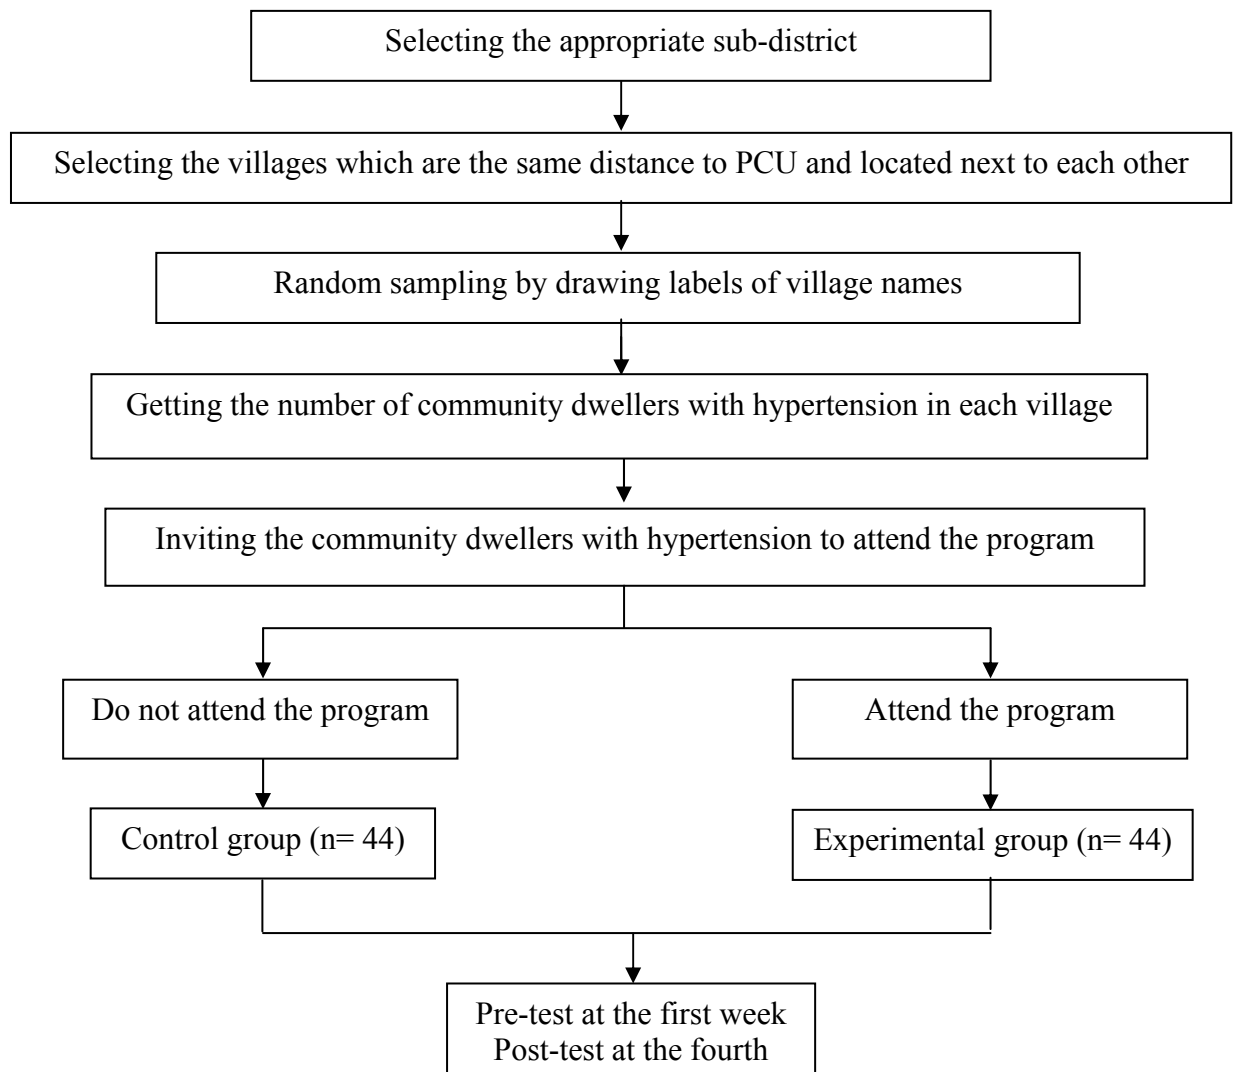 Selecting the appropriate sub-district
Selecting the villages which are the same distance to PCU and located next to each other
Random sampling by drawing labels of village names
Getting the number of community dwellers with hypertension in each village
Inviting the community dwellers with hypertension to attend the program
Do not attend the program
Attend the program
Control group (n= 44)
Experimental group (n= 44)
Pre-test at the first week
Post-test at the fourth